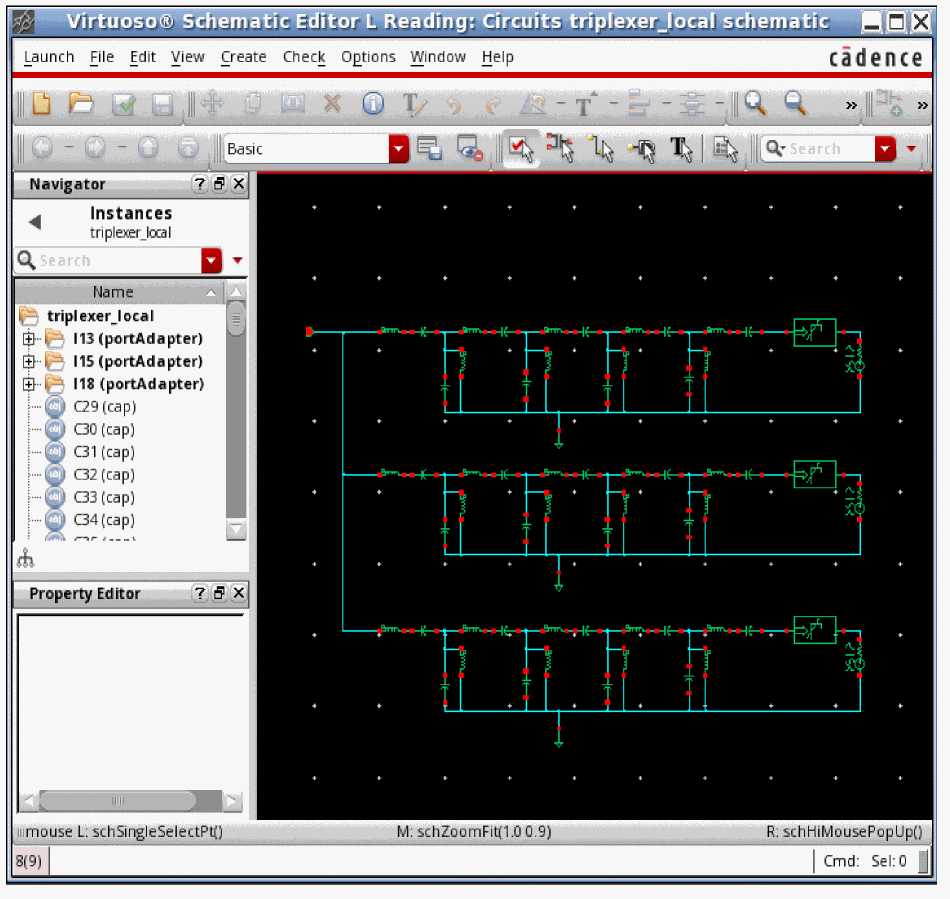 Virtuoso® Schematic Editor L Reading: Circuits triplexer_local schematic
Launch File Edit View Create Check Options Window Help
cādence
Basic
Search
Navigator
Instances
triplexer_local
Search
Name
triplexer_local
I13 (portAdapter)
I15 (portAdapter)
I18 (portAdapter)
C29 (cap)
C30 (cap)
C31 (cap)
C32 (cap)
C33 (cap)
C34 (cap)
Property Editor
mouse L: schSingleSelectPt() M: schZoomFit(1.0 0.9) R: schHiMousePopUp()
8(9) Cmd: Sel: 0